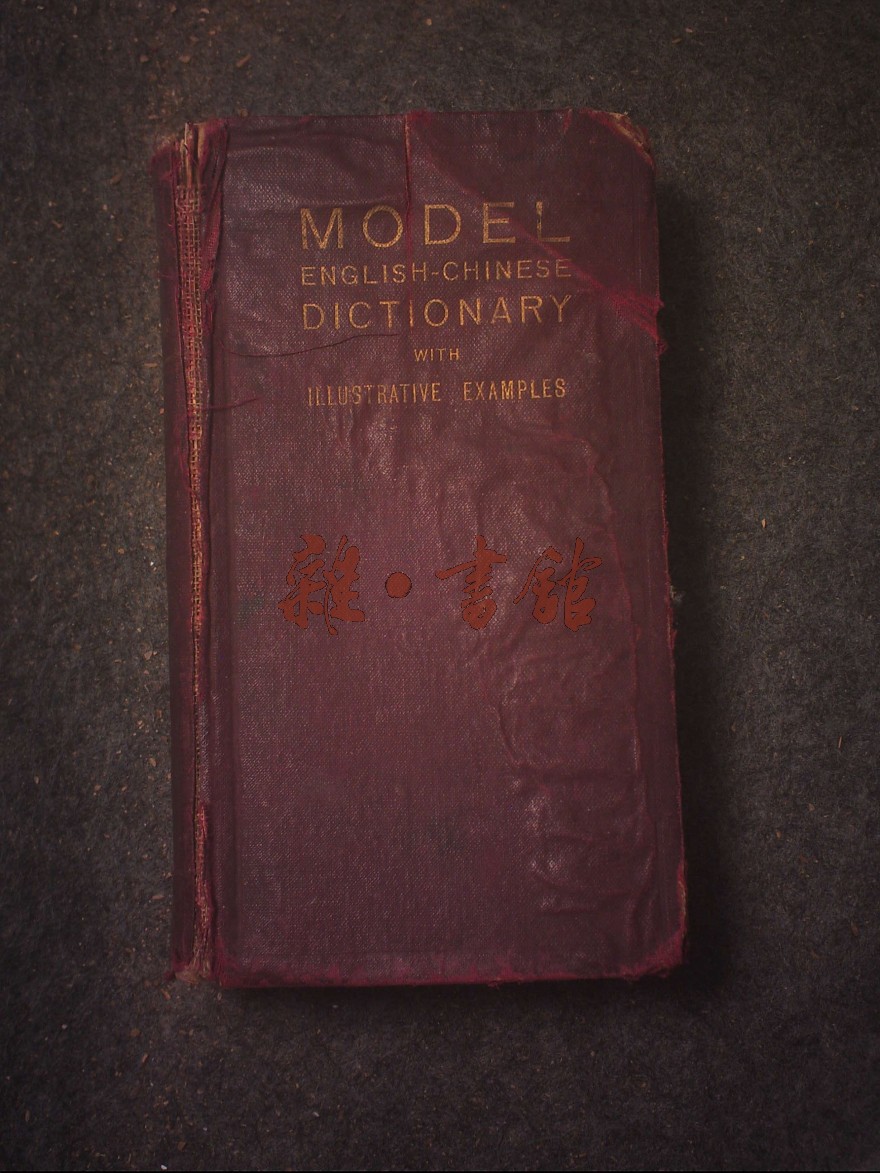 MODEL
ENGLISH-CHINESE
DICTIONARY
WITH
ILLUSTRATIVE EXAMPLES
雜·書館